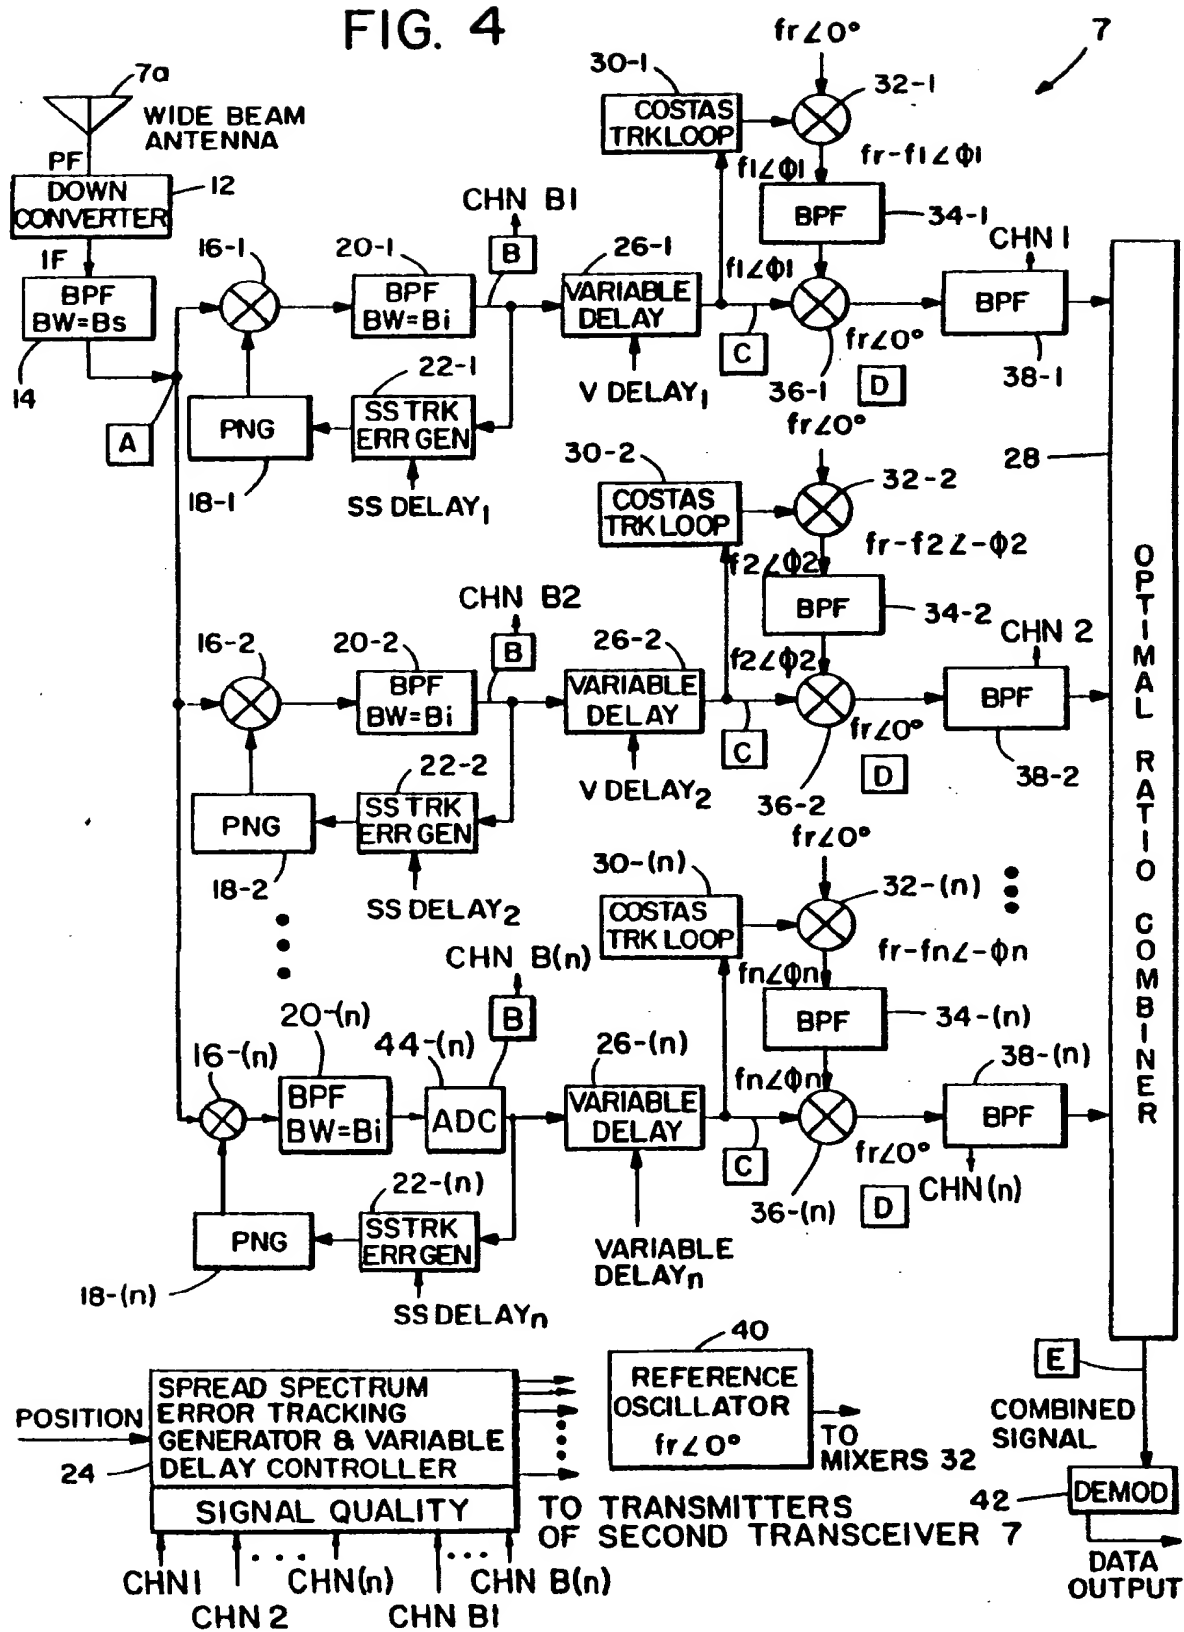 FIG. 4
7a
WIDE BEAM
ANTENNA
PF
DOWN
CONVERTER
12
IF
BPF
BW=Bs
14
A
16-1
20-1
BPF
BW=Bi
CHN B1
B
26-1
VARIABLE
DELAY
V DELAY1
22-1
SS TRK
ERR GEN
SS DELAY1
PNG
18-1
30-1
COSTAS
TRK LOOP
fr∠0°
32-1
7
f1∠Φ1
fr-f1∠Φ1
BPF
34-1
f1∠Φ1
C
36-1
fr∠0°
D
CHN 1
BPF
38-1
28
OPTIMAL RATIO COMBINER
16-2
20-2
BPF
BW=Bi
CHN B2
B
26-2
VARIABLE
DELAY
V DELAY2
22-2
SS TRK
ERR GEN
SS DELAY2
PNG
18-2
30-2
COSTAS
TRK LOOP
fr∠0°
32-2
f2∠Φ2
fr-f2∠-Φ2
BPF
34-2
f2∠Φ2
C
36-2
fr∠0°
D
CHN 2
BPF
38-2
16-(n)
20-(n)
BPF
BW=Bi
44-(n)
ADC
CHN B(n)
B
26-(n)
VARIABLE
DELAY
VARIABLE
DELAYn
22-(n)
SS TRK
ERR GEN
SS DELAYn
PNG
18-(n)
30-(n)
COSTAS
TRK LOOP
fr∠0°
32-(n)
fn∠Φn
fr-fn∠-Φn
BPF
34-(n)
fn∠Φn
C
36-(n)
fr∠0°
D
38-(n)
BPF
CHN(n)
POSITION
24
SPREAD SPECTRUM
ERROR TRACKING
GENERATOR & VARIABLE
DELAY CONTROLLER
SIGNAL QUALITY
CHN1
CHN 2
CHN(n)
CHN B1
CHN B(n)
TO TRANSMITTERS
OF SECOND TRANSCEIVER 7
40
REFERENCE
OSCILLATOR
fr∠0°
TO
MIXERS 32
E
COMBINED
SIGNAL
42
DEMOD
DATA
OUTPUT